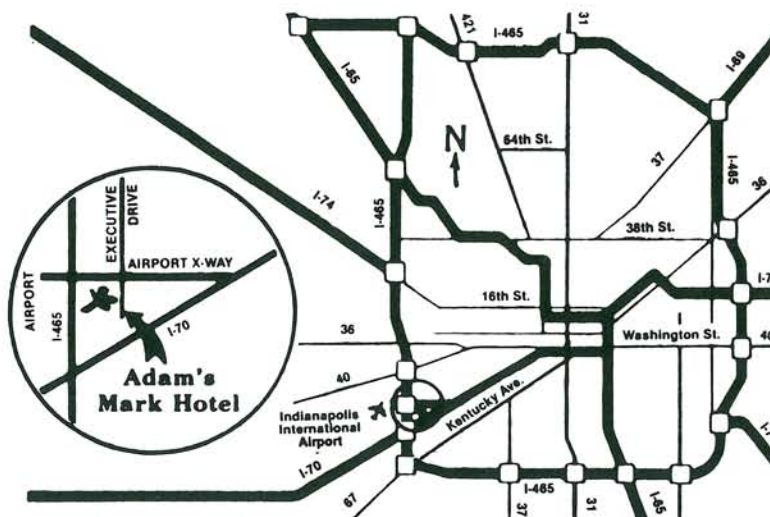 421
I-465
31
I-65
I-69
N
64th St.
37
I-465
36
I-74
I-465
38th St.
EXECUTIVE
DRIVE
AIRPORT X-WAY
AIRPORT
I-465
I-70
Adam's
Mark Hotel
16th St.
I-7
36
Washington St.
40
40
Indianapolis
International
Airport
Kentucky Ave.
I-70
67
37
I-465
31
I-65
I-7